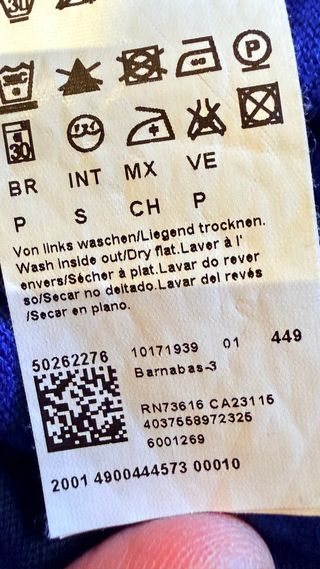 30
30°C
P
30
BR INT MX VE
P S CH P
Von links waschen/Liegend trocknen.
Wash inside out/Dry flat.Laver à l'
envers/Sécher à plat.Lavar do rever
so/Secar no deitado.Lavar del revés
/Secar en plano.
50262276 10171939 01 449
Barnabas-3
RN73616 CA23115
4037558972325
6001269
2001 4900444573 00010